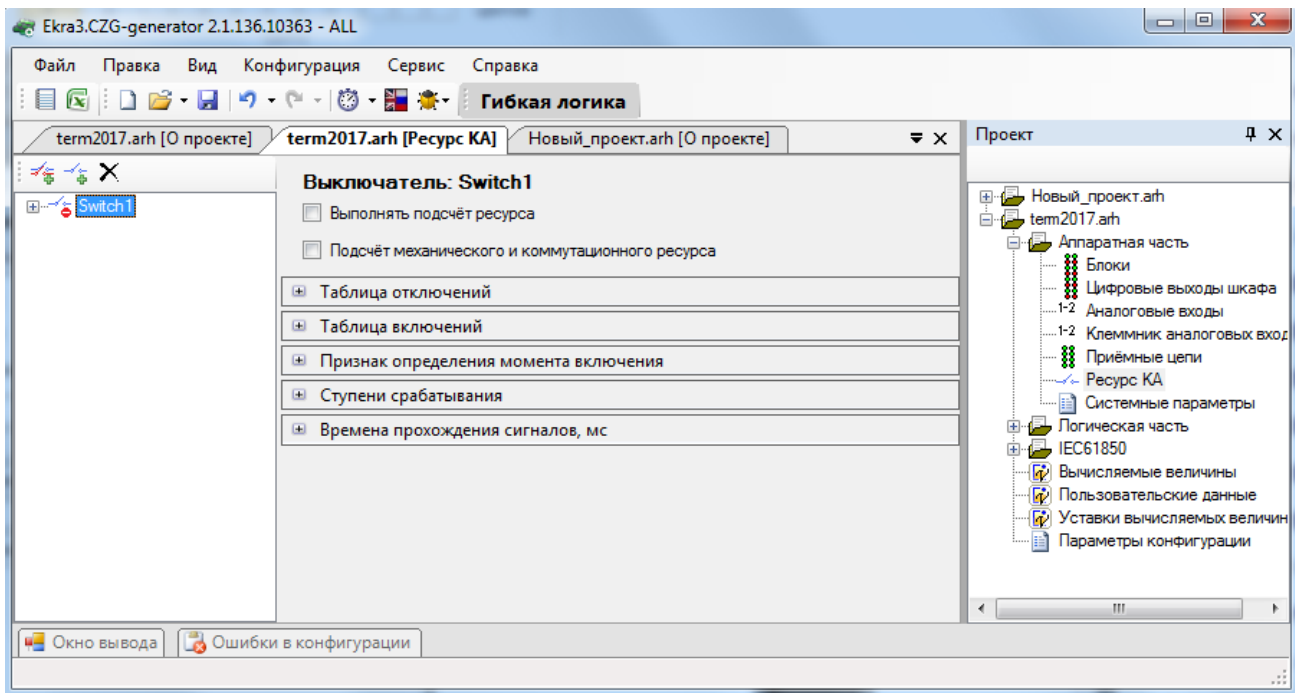 Ekra3.CZG-generator 2.1.136.10363 - ALL
Файл Правка Вид Конфигурация Сервис Справка
Гибкая логика
term2017.arh [О проекте] term2017.arh [Ресурс КА] Новый_проект.arh [О проекте]
Switch1
Выключатель: Switch1
Выполнять подсчёт ресурса
Подсчёт механического и коммутационного ресурса
Таблица отключений
Таблица включений
Признак определения момента включения
Ступени срабатывания
Времена прохождения сигналов, мс
Проект
Новый_проект.arh
term2017.arh
Аппаратная часть
Блоки
Цифровые выходы шкафа
1-2 Аналоговые входы
1-2 Клеммник аналоговых вход
Приёмные цепи
Ресурс КА
Системные параметры
Логическая часть
IEC61850
Вычисляемые величины
Пользовательские данные
Уставки вычисляемых величин
Параметры конфигурации
Окно вывода Ошибки в конфигурации